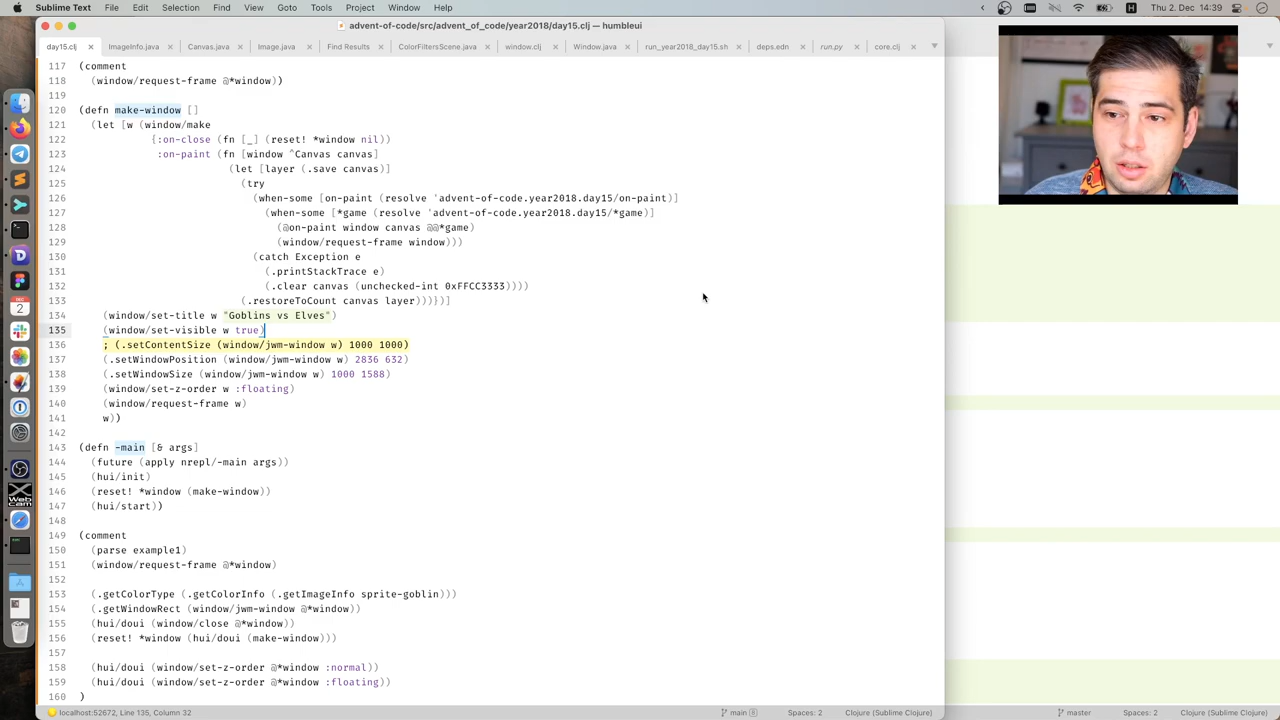 Sublime Text File Edit Selection Find View Goto Tools Project Window Help
Thu 2. Dec 14:39
advent-of-code/src/advent_of_code/year2018/day15.clj — humbleui
day15.clj ImageInfo.java Canvas.java Image.java Find Results ColorFiltersScene.java window.clj Window.java run_year2018_day15.sh deps.edn run.py core.clj
117 (comment
118 (window/request-frame @*window))
119
120 (defn make-window []
121 (let [w (window/make
122 {:on-close (fn [_] (reset! *window nil))
123 :on-paint (fn [window ^Canvas canvas]
124 (let [layer (.save canvas)]
125 (try
126 (when-some [on-paint (resolve 'advent-of-code.year2018.day15/on-paint)]
127 (when-some [*game (resolve 'advent-of-code.year2018.day15/*game)]
128 (@on-paint window canvas @@*game)
129 (window/request-frame window)))
130 (catch Exception e
131 (.printStackTrace e)
132 (.clear canvas (unchecked-int 0xFFCC3333))))
133 (.restoreToCount canvas layer)))})]
134 (window/set-title w "Goblins vs Elves")
135 (window/set-visible w true)
136 ; (.setContentSize (window/jwm-window w) 1000 1000)
137 (.setWindowPosition (window/jwm-window w) 2836 632)
138 (.setWindowSize (window/jwm-window w) 1000 1588)
139 (window/set-z-order w :floating)
140 (window/request-frame w)
141 w))
142
143 (defn -main [& args]
144 (future (apply nrepl/-main args))
145 (hui/init)
146 (reset! *window (make-window))
147 (hui/start))
148
149 (comment
150 (parse example1)
151 (window/request-frame @*window)
152
153 (.getColorType (.getColorInfo (.getImageInfo sprite-goblin)))
154 (.getWindowRect (window/jwm-window @*window))
155 (hui/doui (window/close @*window))
156 (reset! *window (hui/doui (make-window)))
157
158 (hui/doui (window/set-z-order @*window :normal))
159 (hui/doui (window/set-z-order @*window :floating))
160 )
DEC
2
Web
cam
localhost:52672, Line 135, Column 32 main 8 Spaces: 2 Clojure (Sublime Clojure) master Spaces: 2 Clojure (Sublime Clojure)